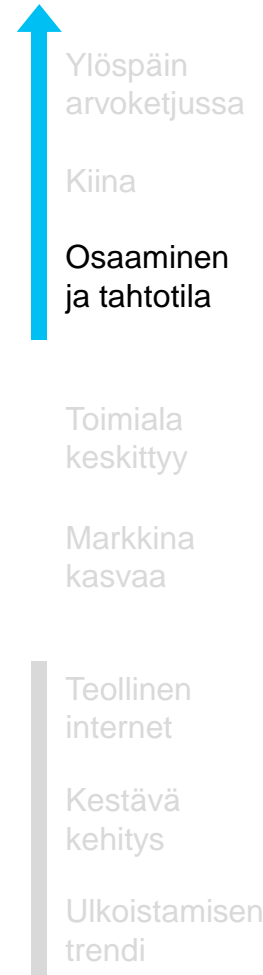 Ylöspäin
arvoketjussa
Kiina
Osaaminen
ja tahtotila
Toimiala
keskittyy
Markkina
kasvaa
Teollinen
internet
Kestävä
kehitys
Ulkoistamisen
trendi